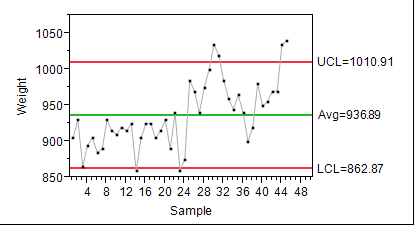 1050
1000
950
900
850
Weight
UCL=1010.91
Avg=936.89
LCL=862.87
4 8 12 16 20 24 28 32 36 40 44 48
Sample